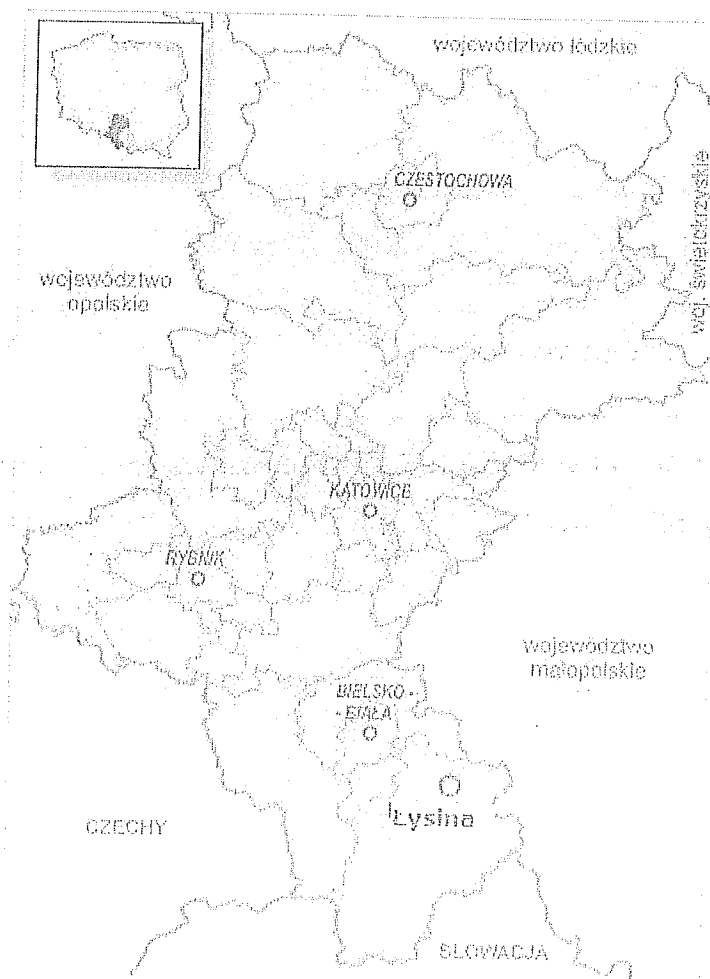 województwo łódzkie
CZĘSTOCHOWA
woj. świętokrzyskie
województwo
opolskie
KATOWICE
RYBNIK
województwo
małopolskie
BIELSKO -
- BIAŁA
Łysina
CZECHY
SŁOWACJA